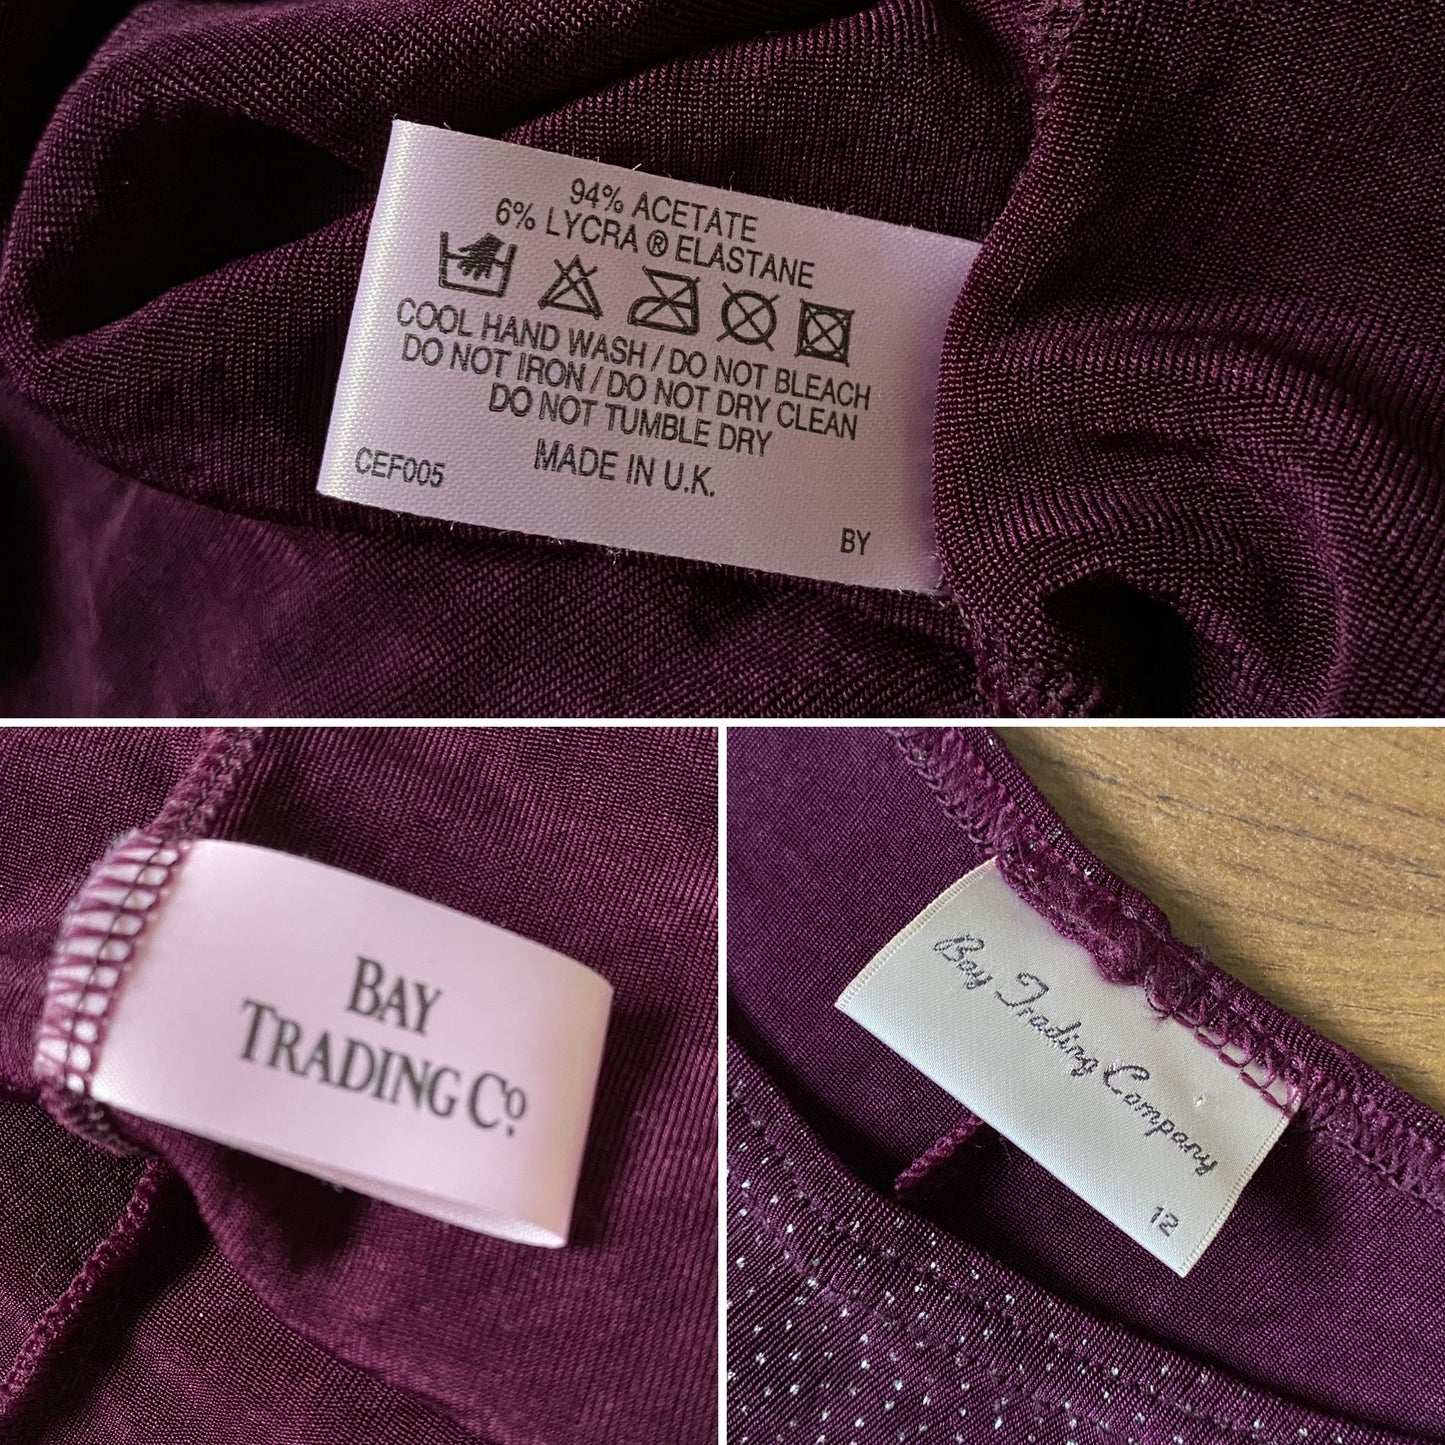 94% ACETATE
6% LYCRA ® ELASTANE
COOL HAND WASH / DO NOT BLEACH
DO NOT IRON / DO NOT DRY CLEAN
DO NOT TUMBLE DRY
MADE IN U.K.
CEF005
BY
BAY
TRADING Co.
Bay Trading Company
12